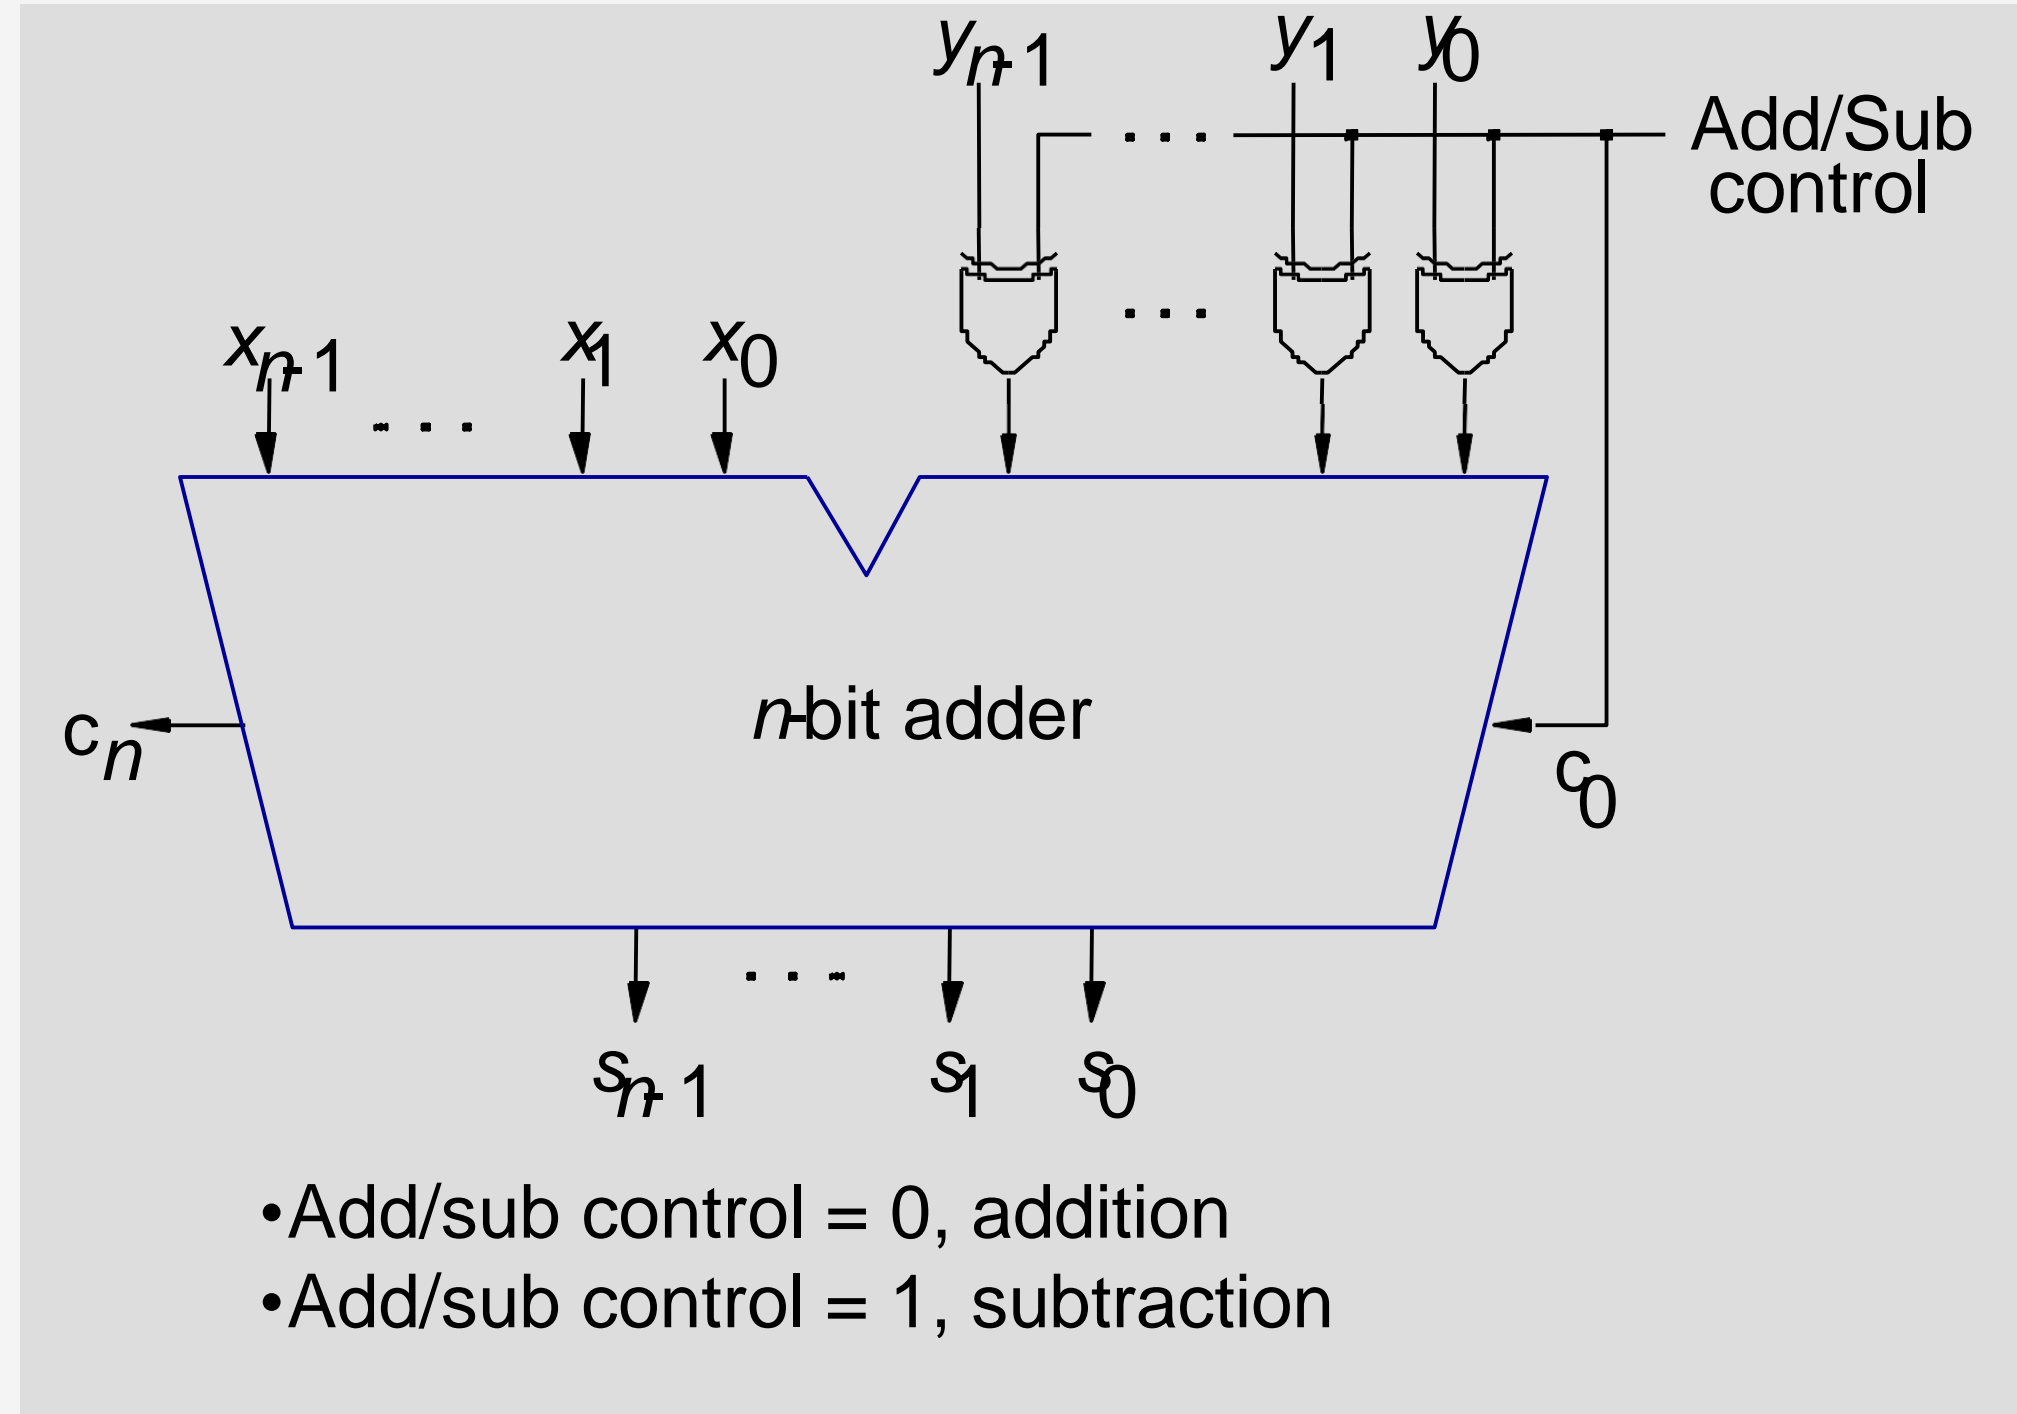 yn-1 y1 y0
Add/Sub
control
xn-1 x1 x0
n-bit adder
cn
c0
sn-1 s1 s0
•Add/sub control = 0, addition
•Add/sub control = 1, subtraction